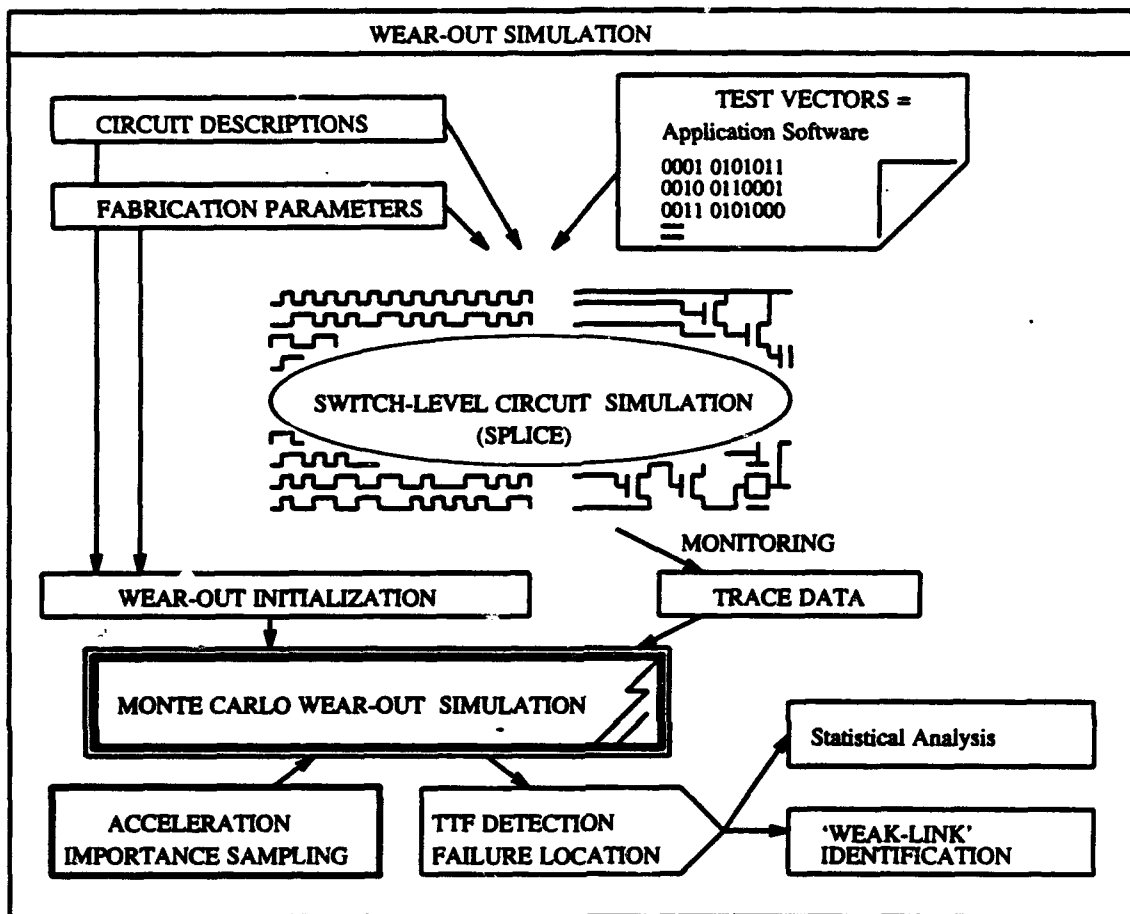 WEAR-OUT SIMULATION
CIRCUIT DESCRIPTIONS
FABRICATION PARAMETERS
TEST VECTORS =
Application Software
0001 0101011
0010 0110001
0011 0101000
SWITCH-LEVEL CIRCUIT SIMULATION
(SPLICE)
MONITORING
WEAR-OUT INITIALIZATION
TRACE DATA
MONTE CARLO WEAR-OUT SIMULATION
ACCELERATION
IMPORTANCE SAMPLING
TTF DETECTION
FAILURE LOCATION
Statistical Analysis
'WEAK-LINK'
IDENTIFICATION